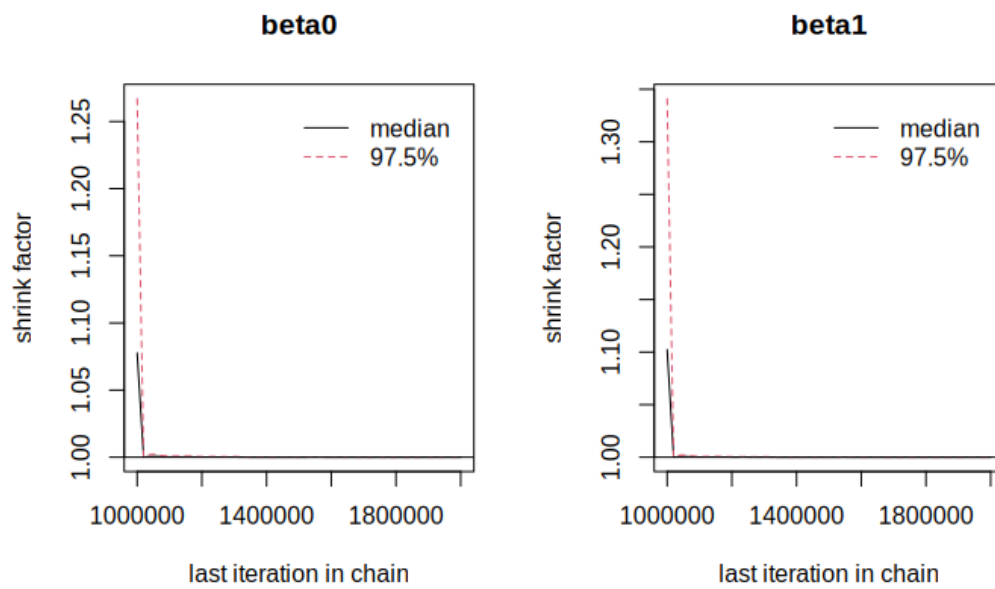 beta0
median
97.5%
1.00 1.05 1.10 1.15 1.20 1.25
shrink factor
1000000 1400000 1800000
last iteration in chain
beta1
median
97.5%
1.00 1.10 1.20 1.30
shrink factor
1000000 1400000 1800000
last iteration in chain